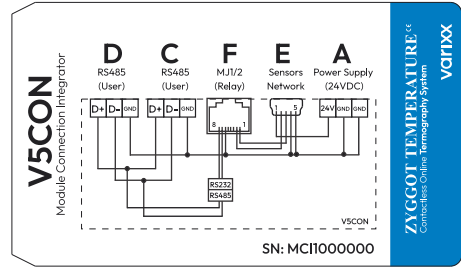 V5CON
Module Connection Integrator
D C F E A
RS485 (User)
RS485 (User)
MJ1/2 (Relay)
Sensors Network
Power Supply (24VDC)
D+ D- GND
D+ D- GND
8 1
1 5
24V GND GND
RS232
RS485
V5CON
SN: MCI1000000
ZYGGOT TEMPERATURE CE
Contactless Online Termography System
varixx